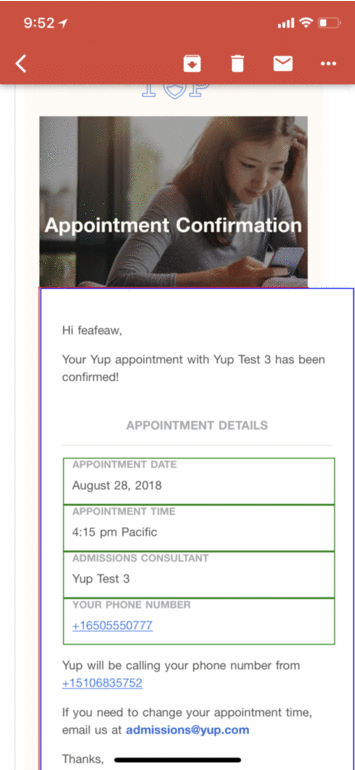 9:52
Appointment Confirmation
Hi feafeaw,
Your Yup appointment with Yup Test 3 has been
confirmed!
APPOINTMENT DETAILS
APPOINTMENT DATE
August 28, 2018
APPOINTMENT TIME
4:15 pm Pacific
ADMISSIONS CONSULTANT
Yup Test 3
YOUR PHONE NUMBER
+16505550777
Yup will be calling your phone number from
+15106835752
If you need to change your appointment time,
email us at admissions@yup.com
Thanks,